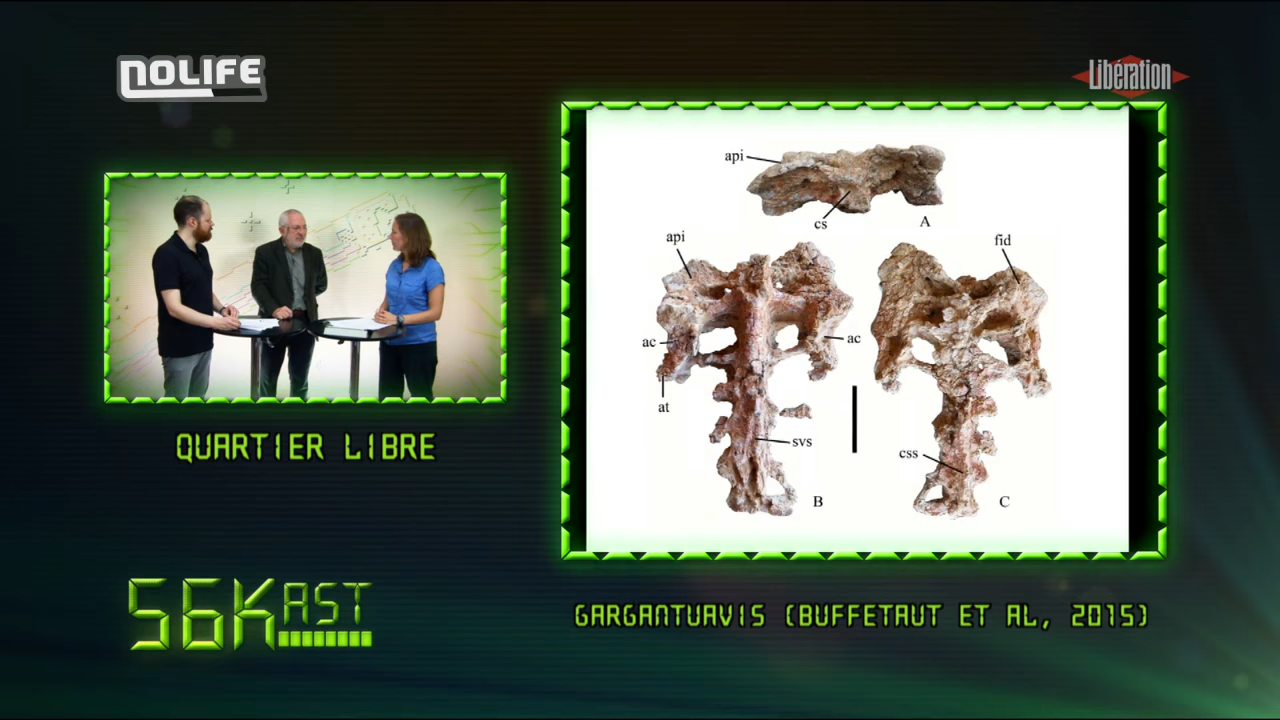 NOLIFE
Libération
api
cs
A
api
fid
ac
ac
at
svs
css
B
C
QUARTIER LIBRE
56KAST
GARGANTUAVIS (BUFFETAUT ET AL, 2015)